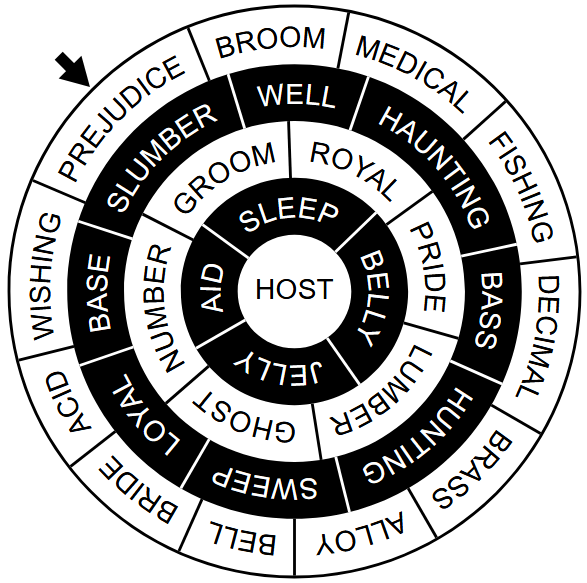 PREJUDICE
BROOM
MEDICAL
FISHING
DECIMAL
BRASS
ALLOY
BELL
BRIDE
ACID
WISHING
SLUMBER
WELL
HAUNTING
BASS
HUNTING
SWEEP
LOYAL
BASE
GROOM
ROYAL
PRIDE
LUMBER
GHOST
NUMBER
SLEEP
BELLY
JELLY
AID
HOST